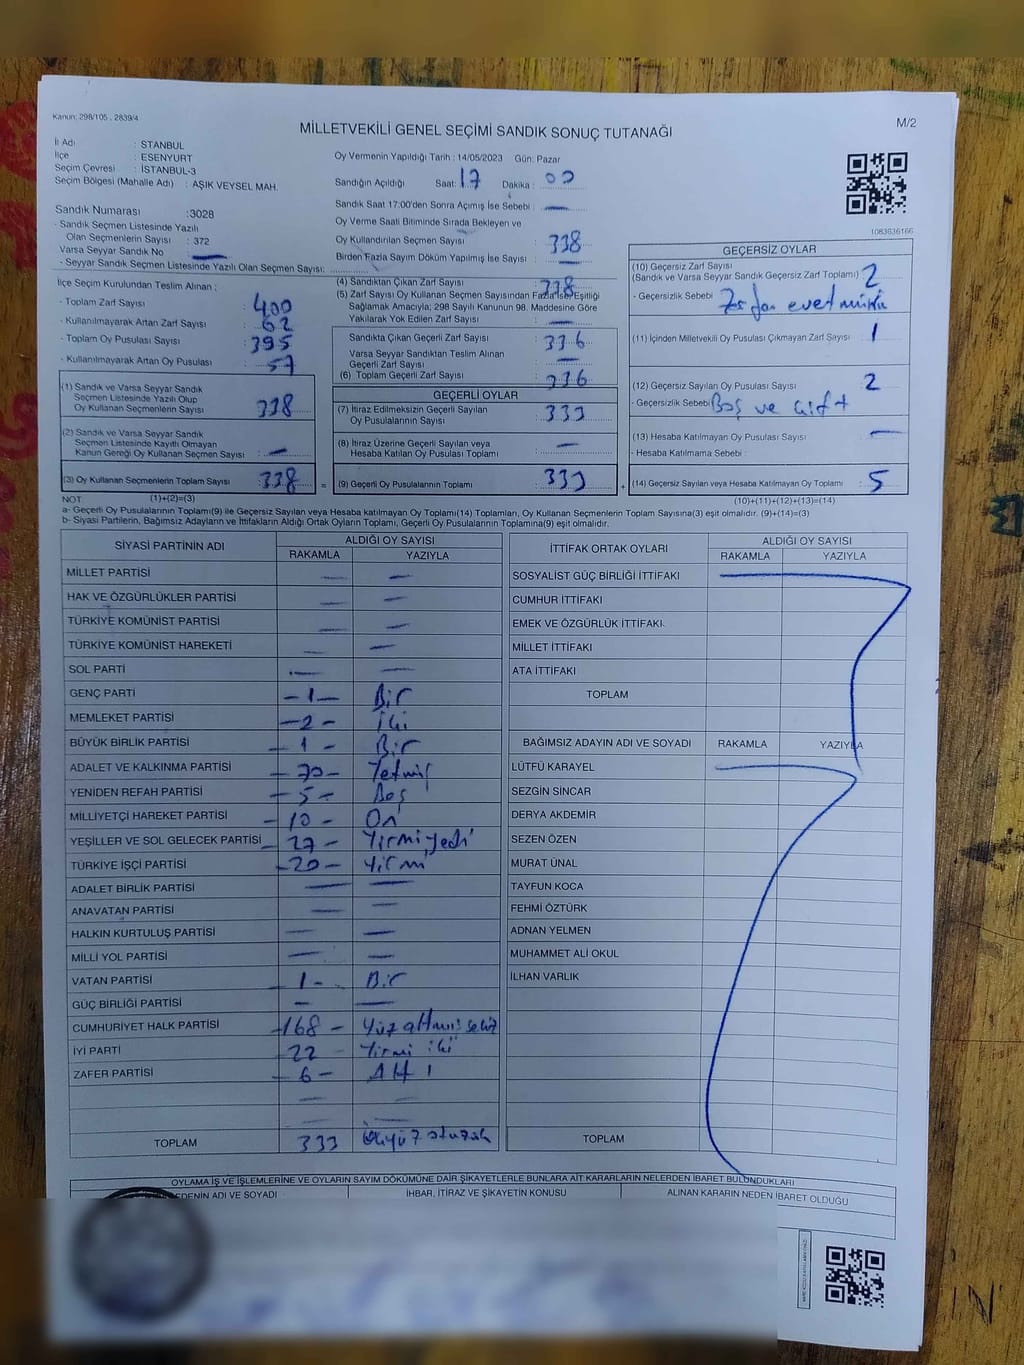 Kanun: 298/105 , 2839/4
M/2
MİLLETVEKİLİ GENEL SEÇİMİ SANDIK SONUÇ TUTANAĞI
İl Adı : STANBUL
İlçe : ESENYURT
Seçim Çevresi : İSTANBUL-3
Seçim Bölgesi (Mahalle Adı) : AŞIK VEYSEL MAH.
Sandık Numarası :3028
- Sandık Seçmen Listesinde Yazılı
Olan Seçmenlerin Sayısı : 372
Varsa Seyyar Sandık No : —
- Seyyar Sandık Seçmen Listesinde Yazılı Olan Seçmen Sayısı:
İlçe Seçim Kurulundan Teslim Alınan ;
- Toplam Zarf Sayısı : 400
- Kullanılmayarak Artan Zarf Sayısı : 62
- Toplam Oy Pusulası Sayısı : 395
- Kullanılmayarak Artan Oy Pusulası : 57
(1) Sandık ve Varsa Seyyar Sandık
Seçmen Listesinde Yazılı Olup
Oy Kullanan Seçmenlerin Sayısı : 338
(2) Sandık ve Varsa Seyyar Sandık
Seçmen Listesinde Kayıtlı Olmayan
Kanun Gereği Oy Kullanan Seçmen Sayısı : —
(3) Oy Kullanan Seçmenlerin Toplam Sayısı : 338
Oy Vermenin Yapıldığı Tarih : 14/05/2023 Gün: Pazar
Sandığın Açıldığı Saat: 17 Dakika : 00
Sandık Saat 17:00'den Sonra Açımış İse Sebebi : —
Oy Verme Saati Bitiminde Sırada Bekleyen ve
Oy Kullandırılan Seçmen Sayısı : 338
Birden Fazla Sayım Döküm Yapılmış İse Sayısı : —
(4) Sandıktan Çıkan Zarf Sayısı : 338
(5) Zarf Sayısı Oy Kullanan Seçmen Sayısından Fazla İse, Eşitliği
Sağlamak Amacıyla; 298 Sayılı Kanunun 98. Maddesine Göre
Yakılarak Yok Edilen Zarf Sayısı : —
Sandıkta Çıkan Geçerli Zarf Sayısı : 336
Varsa Seyyar Sandıktan Teslim Alınan
Geçerli Zarf Sayısı : —
(6) Toplam Geçerli Zarf Sayısı : 336
GEÇERLİ OYLAR
(7) İtiraz Edilmeksizin Geçerli Sayılan
Oy Pusulalarının Sayısı : 333
(8) İtiraz Üzerine Geçerli Sayılan veya
Hesaba Katılan Oy Pusulası Toplamı : —
= (9) Geçerli Oy Pusulalarının Toplamı : 333 +
1083636166
GEÇERSİZ OYLAR
(10) Geçersiz Zarf Sayısı
(Sandık ve Varsa Seyyar Sandık Geçersiz Zarf Toplamı) : 2
- Geçersizlik Sebebi : evet
(11) İçinden Milletvekili Oy Pusulası Çıkmayan Zarf Sayısı : 1
(12) Geçersiz Sayılan Oy Pusulası Sayısı : 2
- Geçersizlik Sebebi : Boş ve çift
(13) Hesaba Katılmayan Oy Pusulası Sayısı : —
- Hesaba Katılmama Sebebi :
(14) Geçersiz Sayılan veya Hesaba Katılmayan Oy Toplamı : 5
NOT (1)+(2)=(3) (10)+(11)+(12)+(13)=(14)
a- Geçerli Oy Pusulalarının Toplamı(9) ile Geçersiz Sayılan veya Hesaba Katılmayan Oy Toplamı(14) Toplamları, Oy Kullanan Seçmenlerin Toplam Sayısına(3) eşit olmalıdır. (9)+(14)=(3)
b- Siyasi Partilerin, Bağımsız Adayların ve İttifakların Aldığı Ortak Oyların Toplamı, Geçerli Oy Pusulalarının Toplamına(9) eşit olmalıdır.
SİYASİ PARTİNİN ADI ALDIĞI OY SAYISI
RAKAMLA YAZIYLA
MİLLET PARTİSİ — —
HAK VE ÖZGÜRLÜKLER PARTİSİ — —
TÜRKİYE KOMÜNİST PARTİSİ — —
TÜRKİYE KOMÜNİST HAREKETİ — —
SOL PARTİ — —
GENÇ PARTİ -1- Bir
MEMLEKET PARTİSİ -2- iki
BÜYÜK BİRLİK PARTİSİ -1- Bir
ADALET VE KALKINMA PARTİSİ -70- Yetmiş
YENİDEN REFAH PARTİSİ -5- Beş
MİLLİYETÇİ HAREKET PARTİSİ -10- On
YEŞİLLER VE SOL GELECEK PARTİSİ -27- Yirmi yedi
TÜRKİYE İŞÇİ PARTİSİ -20- Yirmi
ADALET BİRLİK PARTİSİ — —
ANAVATAN PARTİSİ — —
HALKIN KURTULUŞ PARTİSİ — —
MİLLİ YOL PARTİSİ — —
VATAN PARTİSİ -1- Bir
GÜÇ BİRLİĞİ PARTİSİ — —
CUMHURİYET HALK PARTİSİ -168- Yüz altmış sekiz
İYİ PARTİ -22- Yirmi iki
ZAFER PARTİSİ -6- Altı
— —
— —
TOPLAM 333
İTTİFAK ORTAK OYLARI ALDIĞI OY SAYISI
RAKAMLA YAZIYLA
SOSYALİST GÜÇ BİRLİĞİ İTTİFAKI
CUMHUR İTTİFAKI
EMEK VE ÖZGÜRLÜK İTTİFAKI
MİLLET İTTİFAKI
ATA İTTİFAKI
TOPLAM
BAĞIMSIZ ADAYIN ADI VE SOYADI RAKAMLA YAZIYLA
LÜTFÜ KARAYEL
SEZGİN SİNCAR
DERYA AKDEMİR
SEZEN ÖZEN
MURAT ÜNAL
TAYFUN KOCA
FEHMİ ÖZTÜRK
ADNAN YELMEN
MUHAMMET ALİ OKUL
İLHAN VARLIK
TOPLAM
OYLAMA İŞ VE İŞLEMLERİNE VE OYLARIN SAYIM DÖKÜMÜNE DAİR ŞİKAYETLERLE BUNLARA AİT KARARLARIN NELERDEN İBARET BULUNDUKLARI
EDENİN ADI VE SOYADI İHBAR, İTİRAZ VE ŞİKAYETİN KONUSU ALINAN KARARIN NEDEN İBARET OLDUĞU